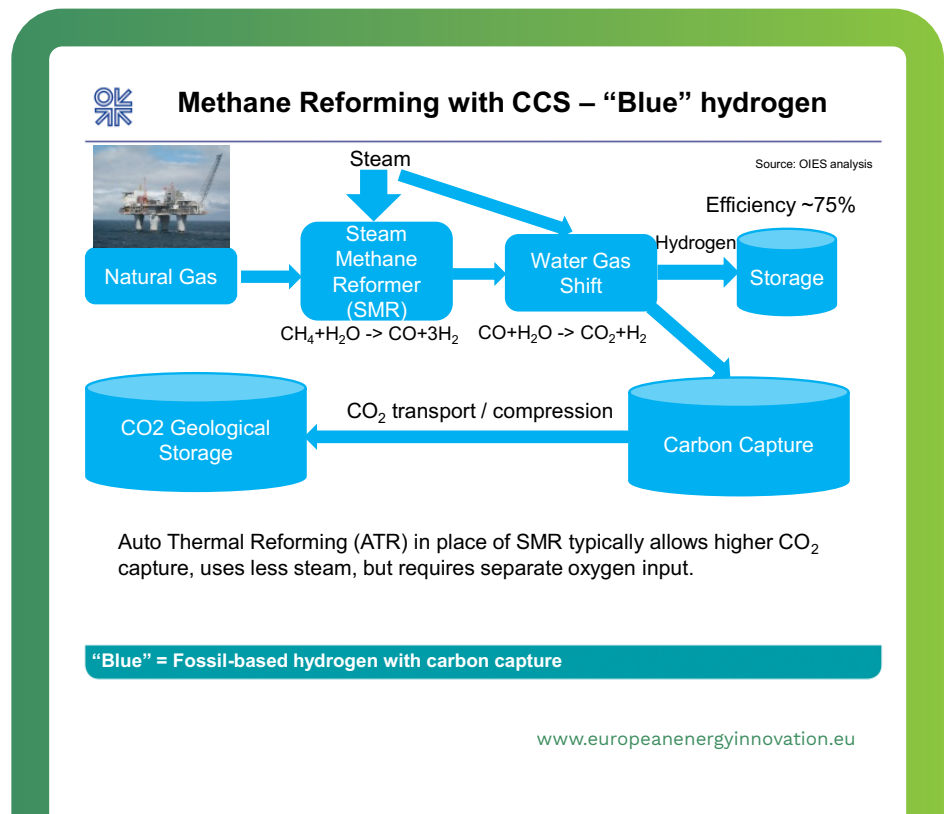 Methane Reforming with CCS – “Blue” hydrogen
Steam
Source: OIES analysis
Efficiency ~75%
Natural Gas
Steam
Methane
Reformer
(SMR)
Water Gas
Shift
Hydrogen
Storage
CH₄+H₂O -> CO+3H₂
CO+H₂O -> CO₂+H₂
CO2 Geological
Storage
CO₂ transport / compression
Carbon Capture
Auto Thermal Reforming (ATR) in place of SMR typically allows higher CO₂
capture, uses less steam, but requires separate oxygen input.
“Blue” = Fossil-based hydrogen with carbon capture
www.europeanenergyinnovation.eu